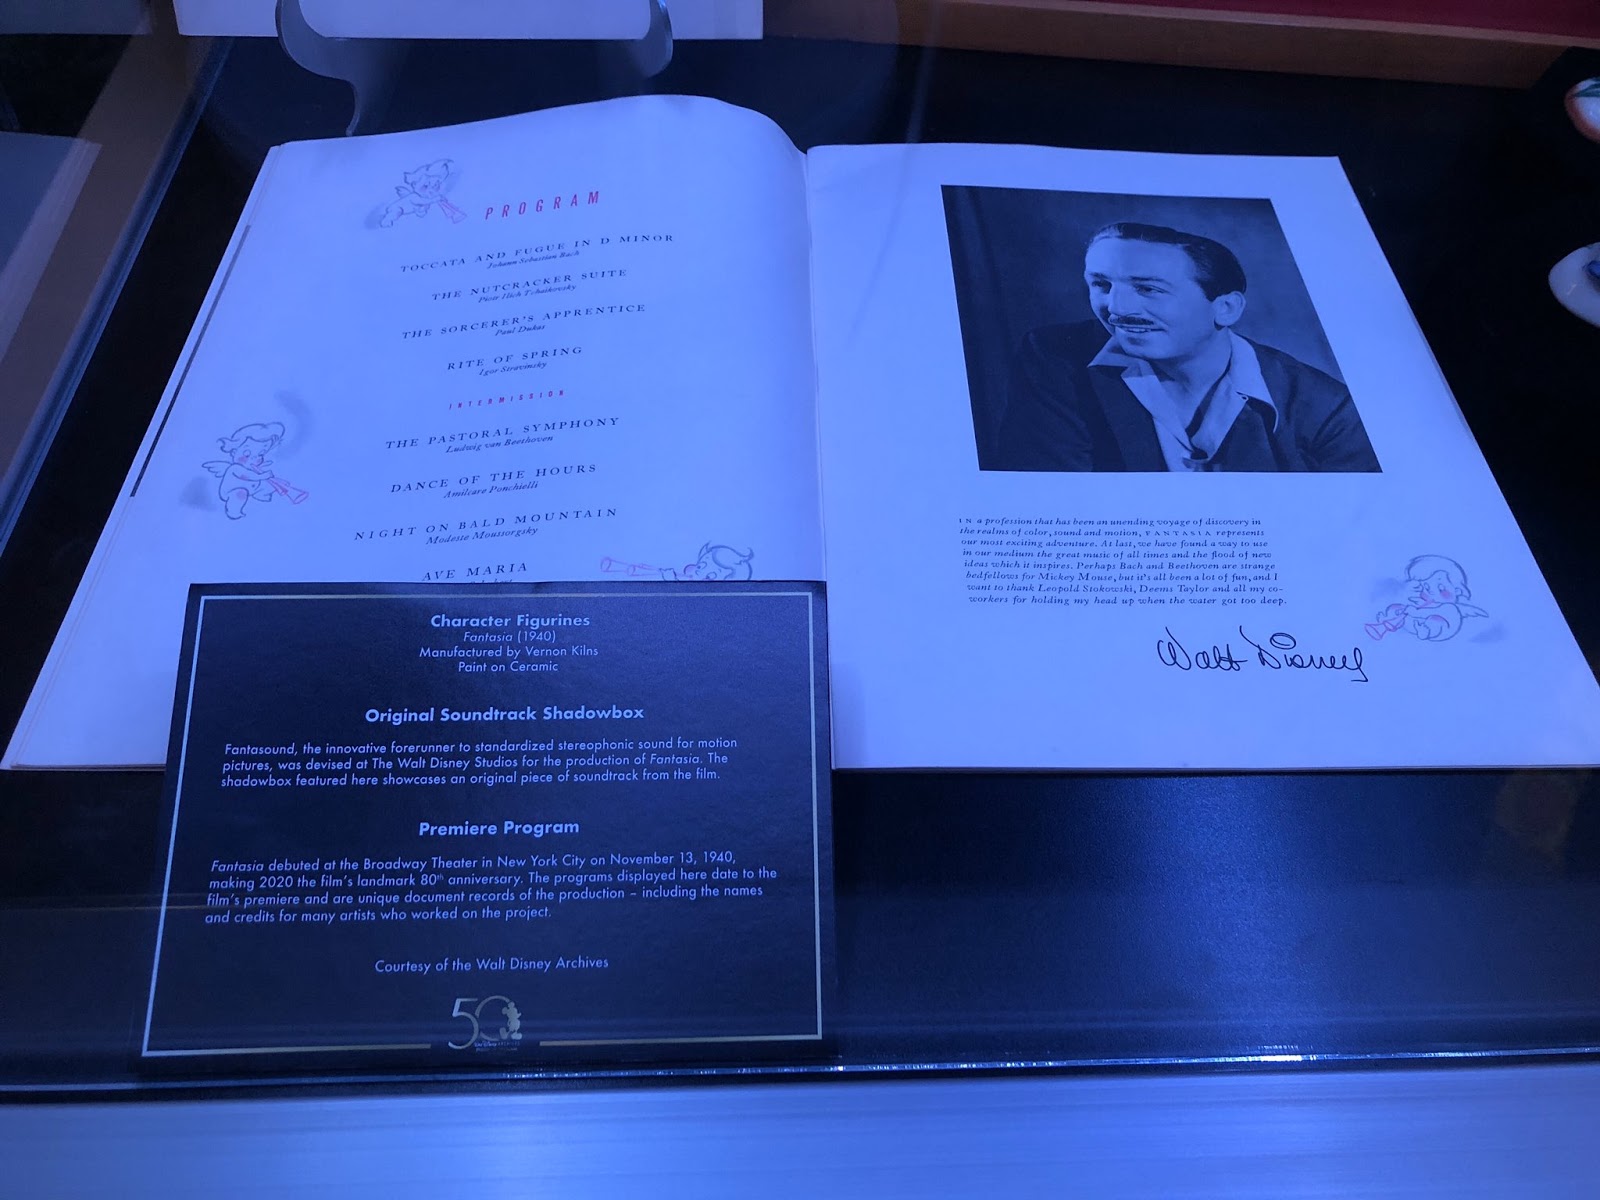 PROGRAM
TOCCATA AND FUGUE IN D MINOR
Johann Sebastian Bach
THE NUTCRACKER SUITE
Piotr Ilich Tchaikovsky
THE SORCERER'S APPRENTICE
Paul Dukas
RITE OF SPRING
Igor Stravinsky
INTERMISSION
THE PASTORAL SYMPHONY
Ludwig van Beethoven
DANCE OF THE HOURS
Amilcare Ponchielli
NIGHT ON BALD MOUNTAIN
Modeste Moussorgsky
AVE MARIA
IN a profession that has been an unending voyage of discovery in
the realms of color, sound and motion, FANTASIA represents
our most exciting adventure. At last, we have found a way to use
in our medium the great music of all times and the flood of new
ideas which it inspires. Perhaps Bach and Beethoven are strange
bedfellows for Mickey Mouse, but it's all been a lot of fun, and I
want to thank Leopold Stokowski, Deems Taylor and all my co-
workers for holding my head up when the water got too deep.
Walt Disney
Character Figurines
Fantasia (1940)
Manufactured by Vernon Kilns
Paint on Ceramic
Original Soundtrack Shadowbox
Fantasound, the innovative forerunner to standardized stereophonic sound for motion
pictures, was devised at The Walt Disney Studios for the production of Fantasia. The
shadowbox featured here showcases an original piece of soundtrack from the film.
Premiere Program
Fantasia debuted at the Broadway Theater in New York City on November 13, 1940,
making 2020 the film's landmark 80th anniversary. The programs displayed here date to the
film's premiere and are unique document records of the production – including the names
and credits for many artists who worked on the project.
Courtesy of the Walt Disney Archives
50